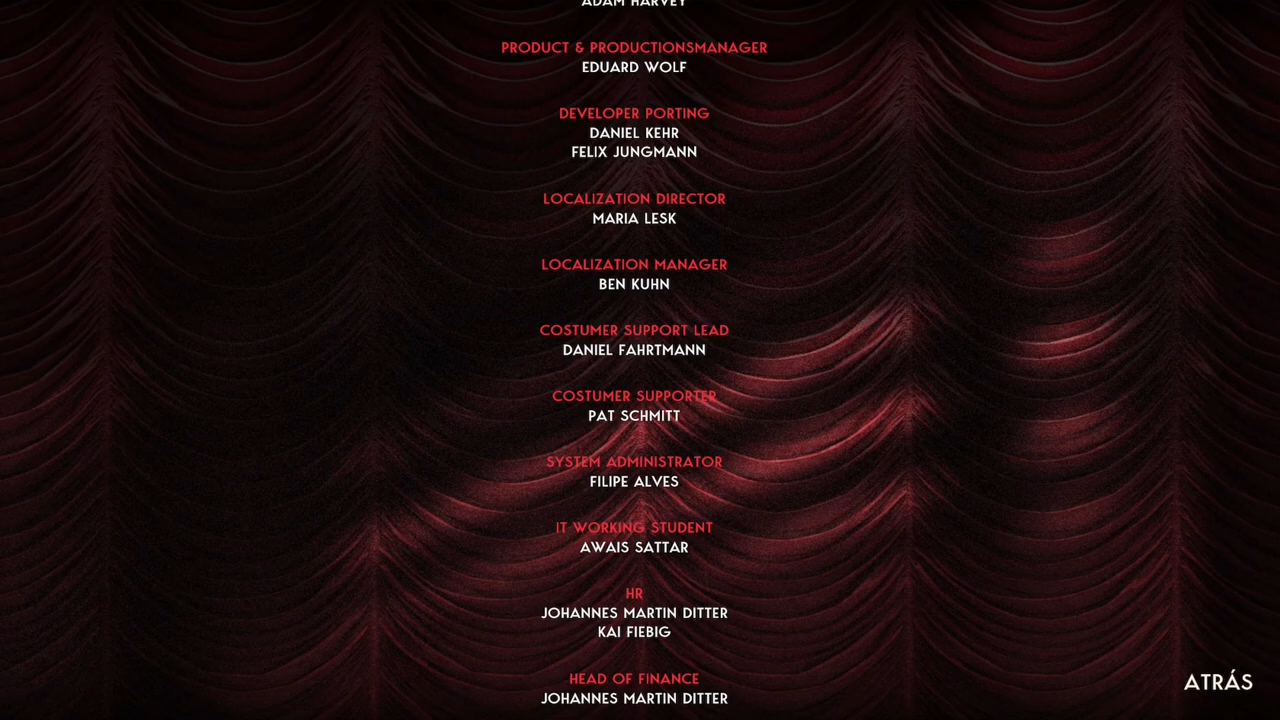 ADAM HARVEY
PRODUCT & PRODUCTIONSMANAGER
EDUARD WOLF
DEVELOPER PORTING
DANIEL KEHR
FELIX JUNGMANN
LOCALIZATION DIRECTOR
MARIA LESK
LOCALIZATION MANAGER
BEN KUHN
COSTUMER SUPPORT LEAD
DANIEL FAHRTMANN
COSTUMER SUPPORTER
PAT SCHMITT
SYSTEM ADMINISTRATOR
FILIPE ALVES
IT WORKING STUDENT
AWAIS SATTAR
HR
JOHANNES MARTIN DITTER
KAI FIEBIG
HEAD OF FINANCE
JOHANNES MARTIN DITTER
ATRÁS